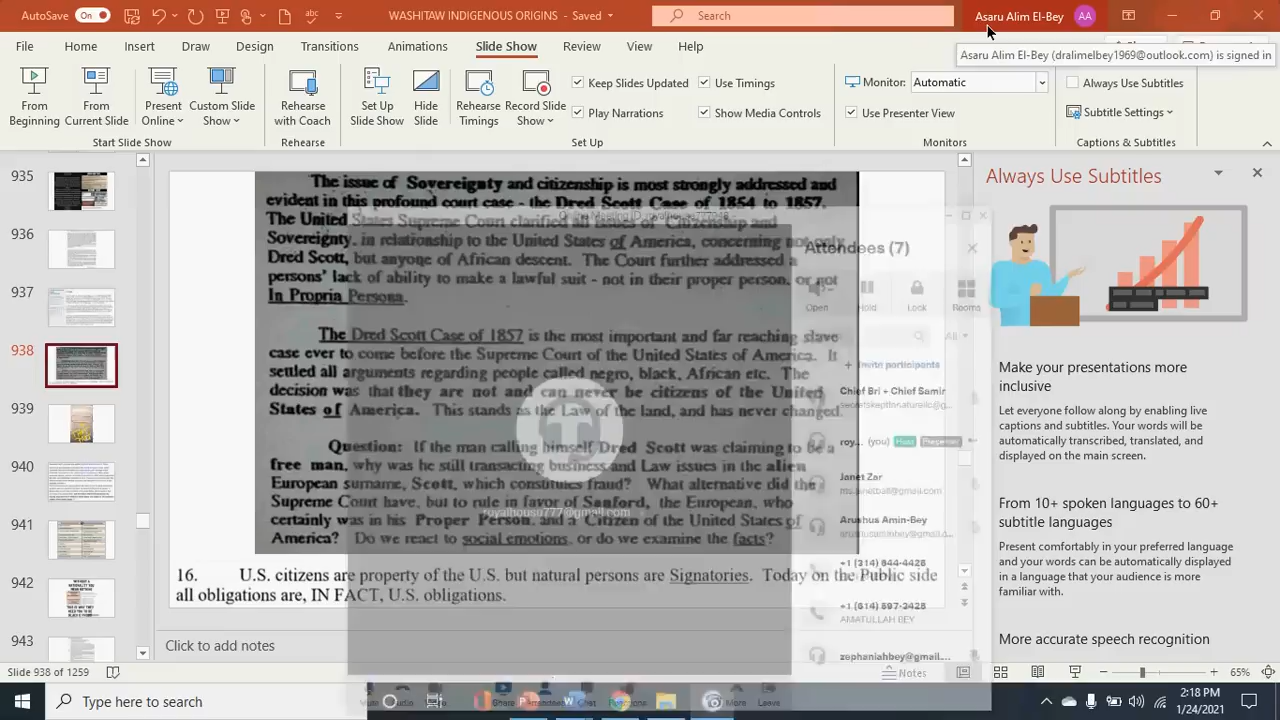 AutoSave
On
WASHITAW INDIGENOUS ORIGINS - Saved
Search
Asaru Alim El-Bey
AA
File Home Insert Draw Design Transitions Animations Slide Show Review View Help
Asaru Alim El-Bey (dralimelbey1969@outlook.com) is signed in
From Beginning
From Current Slide
Present Online
Custom Slide Show
Start Slide Show
Rehearse with Coach
Rehearse
Set Up Slide Show
Hide Slide
Rehearse Timings
Record Slide Show
Keep Slides Updated
Play Narrations
Use Timings
Show Media Controls
Set Up
Monitor: Automatic
Use Presenter View
Monitors
Always Use Subtitles
Subtitle Settings
Captions & Subtitles
935
936
937
938
939
940
941
942
943
The issue of Sovereignty and citizenship is most strongly addressed and
evident in this profound court case - the Dred Scott Case of 1854 to 1857.
The United States Supreme Court clarified all issues of Citizenship and
Sovereignty, in relationship to the United States of America, concerning not only
Dred Scott, but anyone of African descent. The Court further addressed a
persons' lack of ability to make a lawful suit - not in their proper person, or not
In Propria Persona.
The Dred Scott Case of 1857 is the most important and far reaching slave
case ever to come before the Supreme Court of the United States of America. It
settled all arguments regarding people called negro, black, African etc. The
decision was that they are not and can never be citizens of the United
States of America. This stands as the Law of the land, and has never changed.
Question: If the man calling himself Dred Scott was claiming to be a
free man, why was he still transacting business and Law issues in the
European surname, Scott, which constitutes fraud? What alternative did the
Supreme Court have, but to rule in favor of Sanford, the European, who
certainly was in his Proper Person, and a Citizen of the United States of
America? Do we react to social emotions, or do we examine the facts?
16. U.S. citizens are property of the U.S. but natural persons are Signatories. Today on the Public side
all obligations are, IN FACT, U.S. obligations.
royalhousu777@gmail.com
Attendees (7)
Open
Hold
Lock
Rooms
All
+ Invite participants
Chief Bri + Chief Samir
roy... (you) Host Presenter
Janet Zar
Arushus Amin-Bey
+1 (314) 644-4428
+1 (614) 897-2428
AMATULLAH BEY
zephaniahbey@gmail....
Always Use Subtitles
Make your presentations more
inclusive
Let everyone follow along by enabling live
captions and subtitles. Your words will be
automatically transcribed, translated, and
displayed on the main screen.
From 10+ spoken languages to 60+
subtitle languages
Present comfortably in your preferred language
and your words can be automatically displayed
in a language that your audience is more
familiar with.
More accurate speech recognition
Click to add notes
Slide 938 of 1259
Notes
65%
Share
Chat
More
Leave
Type here to search
2:18 PM
1/24/2021